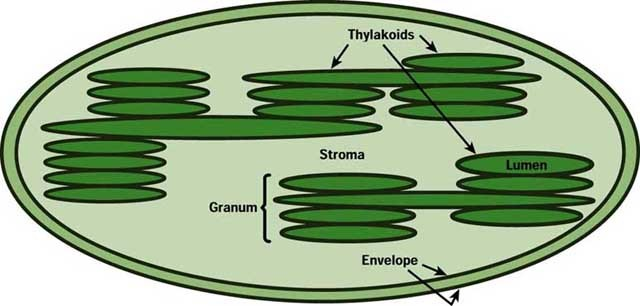 Thylakoids
Lumen
Stroma
Granum
Envelope